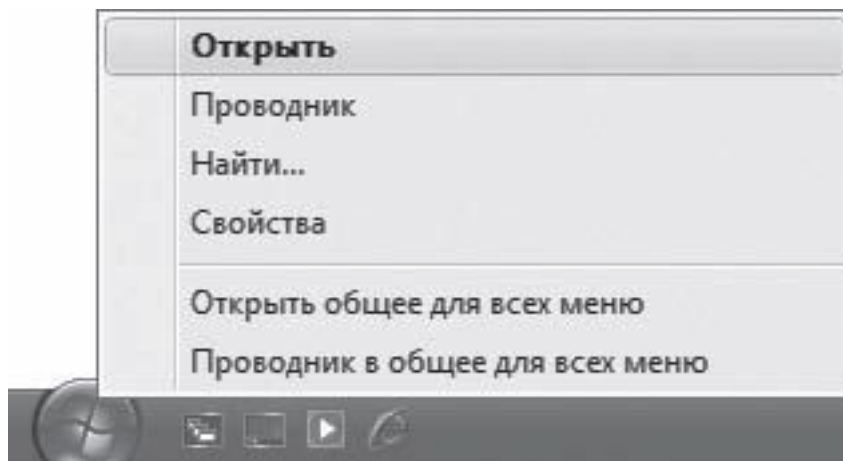 Открыть
Проводник
Найти...
Свойства
Открыть общее для всех меню
Проводник в общее для всех меню